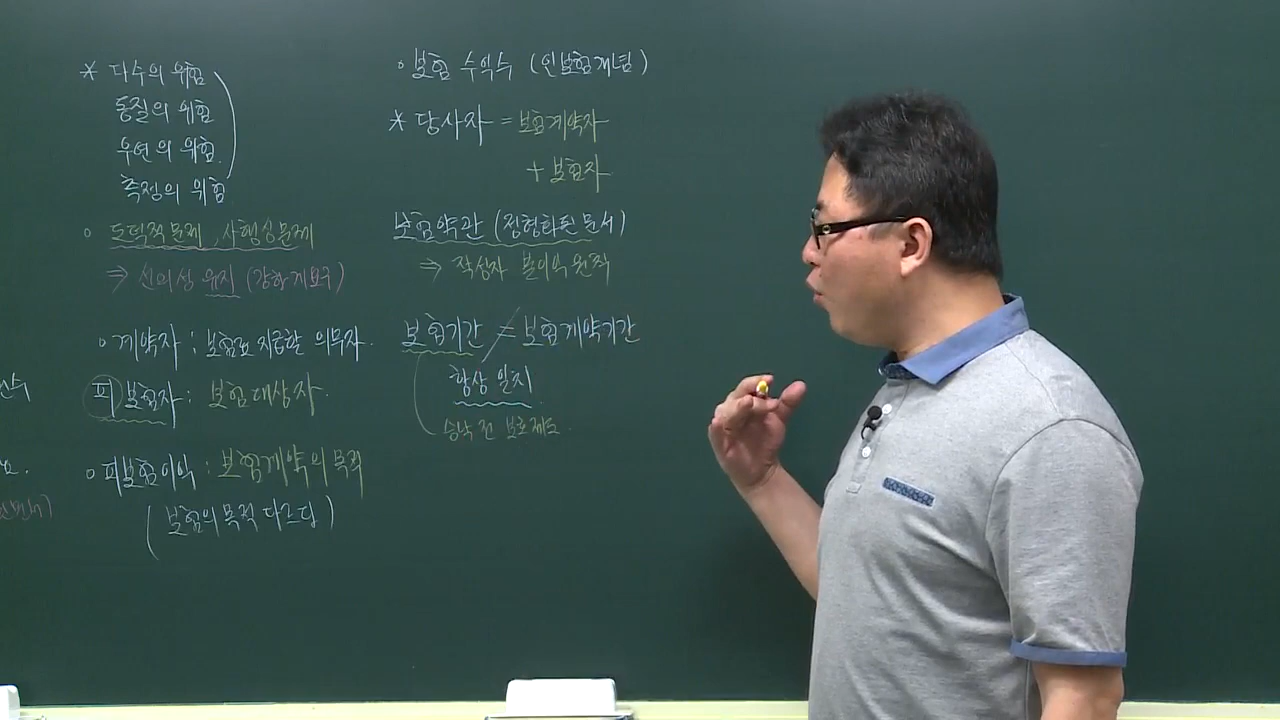 * 다수의 위험
동질의 위험
우연의 위험.
측정의 위험
◦ 도덕적문제, 사행성문제
⇒ 선의성 유지 (강하게요구)
◦ 계약자 : 보험료 지급할 의무자.
피보험자 : 보험대상자.
◦ 피보험이익 : 보험계약의 목적
( 보험의 목적 다르다 )
◦ 보험 수익수 (인보험개념)
* 당사자 = 보험계약자
+ 보험자
보험약관 (정형화된 문서)
⇒ 작성자 불이익 원칙
보험기간 ≠ 보험계약기간
항상 일치
승낙 전 보호제도.